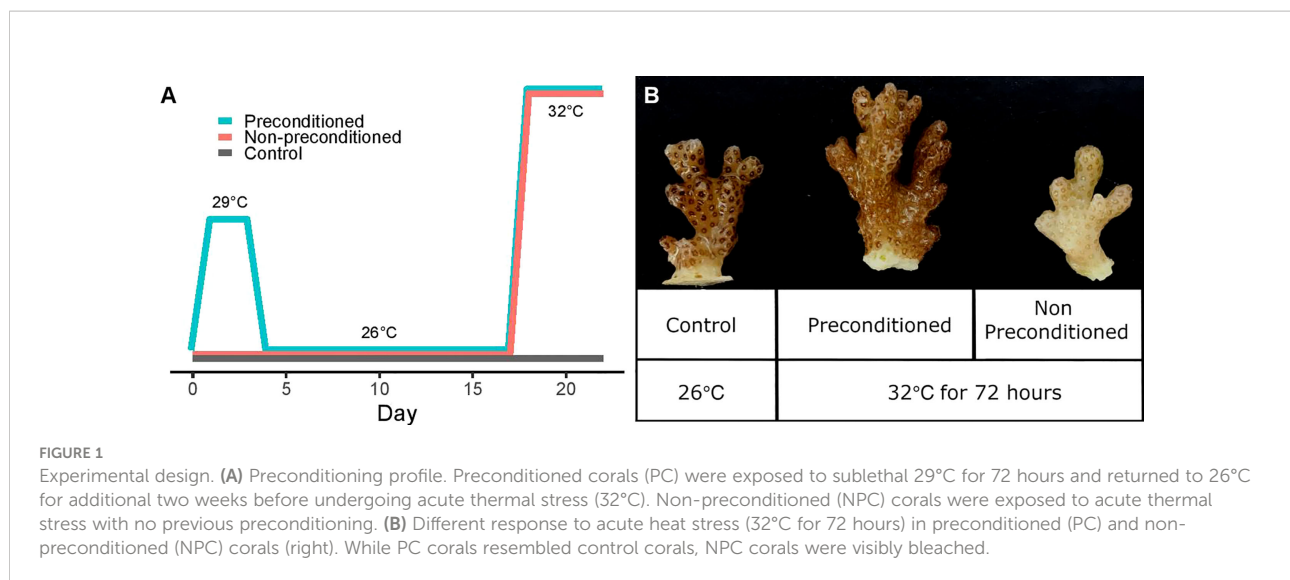 A
Preconditioned
Non-preconditioned
Control
29°C
26°C
32°C
0 5 10 15 20
Day
B
Control
Preconditioned
Non
Preconditioned
26°C
32°C for 72 hours
FIGURE 1
Experimental design. (A) Preconditioning profile. Preconditioned corals (PC) were exposed to sublethal 29°C for 72 hours and returned to 26°C
for additional two weeks before undergoing acute thermal stress (32°C). Non-preconditioned (NPC) corals were exposed to acute thermal
stress with no previous preconditioning. (B) Different response to acute heat stress (32°C for 72 hours) in preconditioned (PC) and non-
preconditioned (NPC) corals (right). While PC corals resembled control corals, NPC corals were visibly bleached.